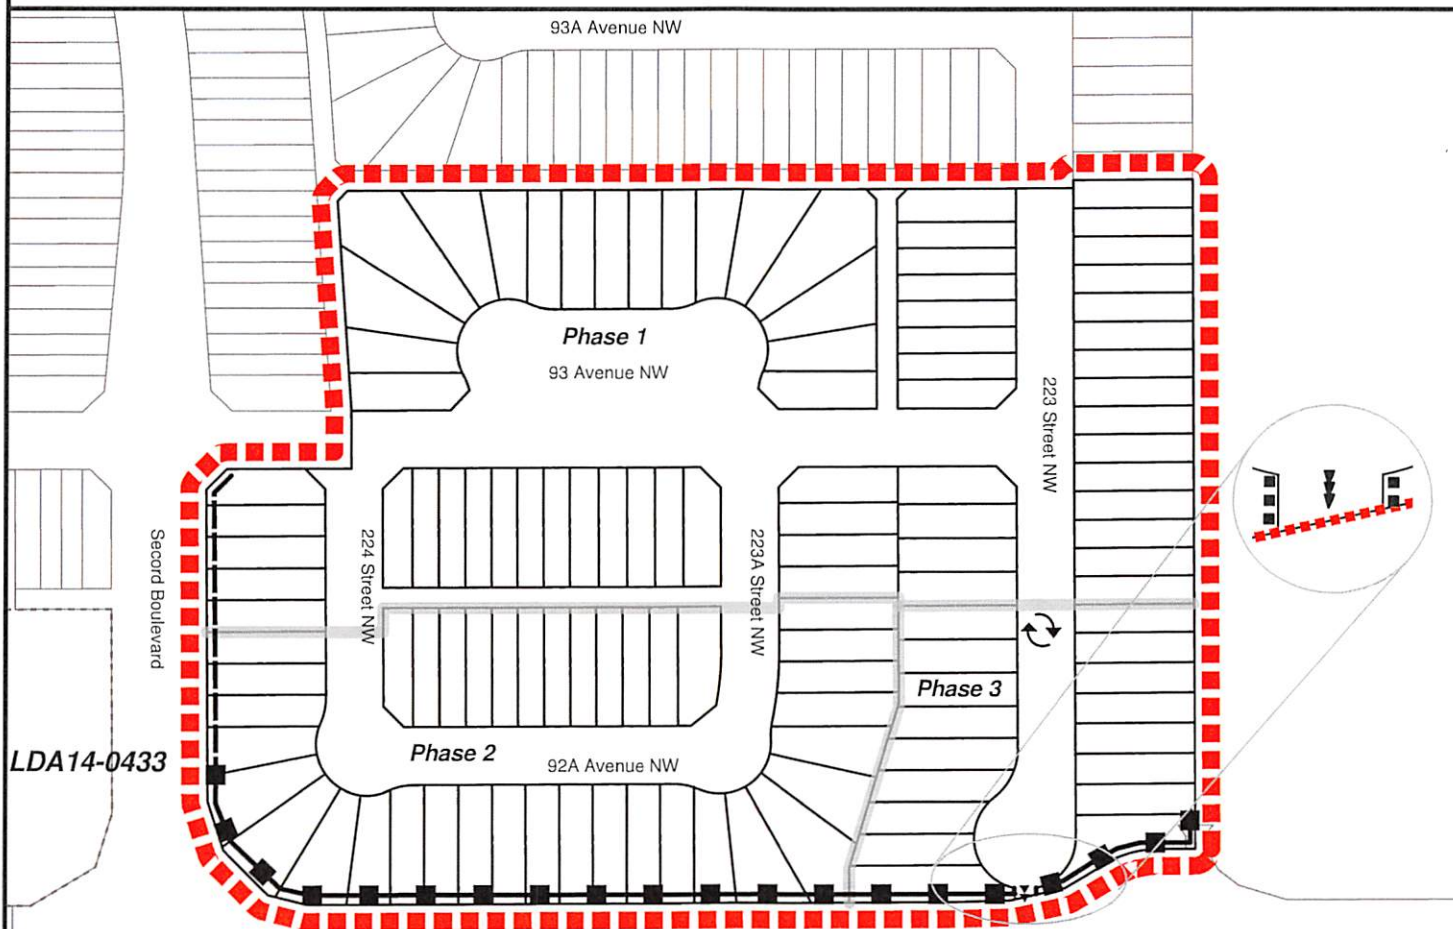 93A Avenue NW
Phase 1
93 Avenue NW
223 Street NW
Secord Boulevard
224 Street NW
223A Street NW
Phase 3
LDA14-0433
Phase 2
92A Avenue NW